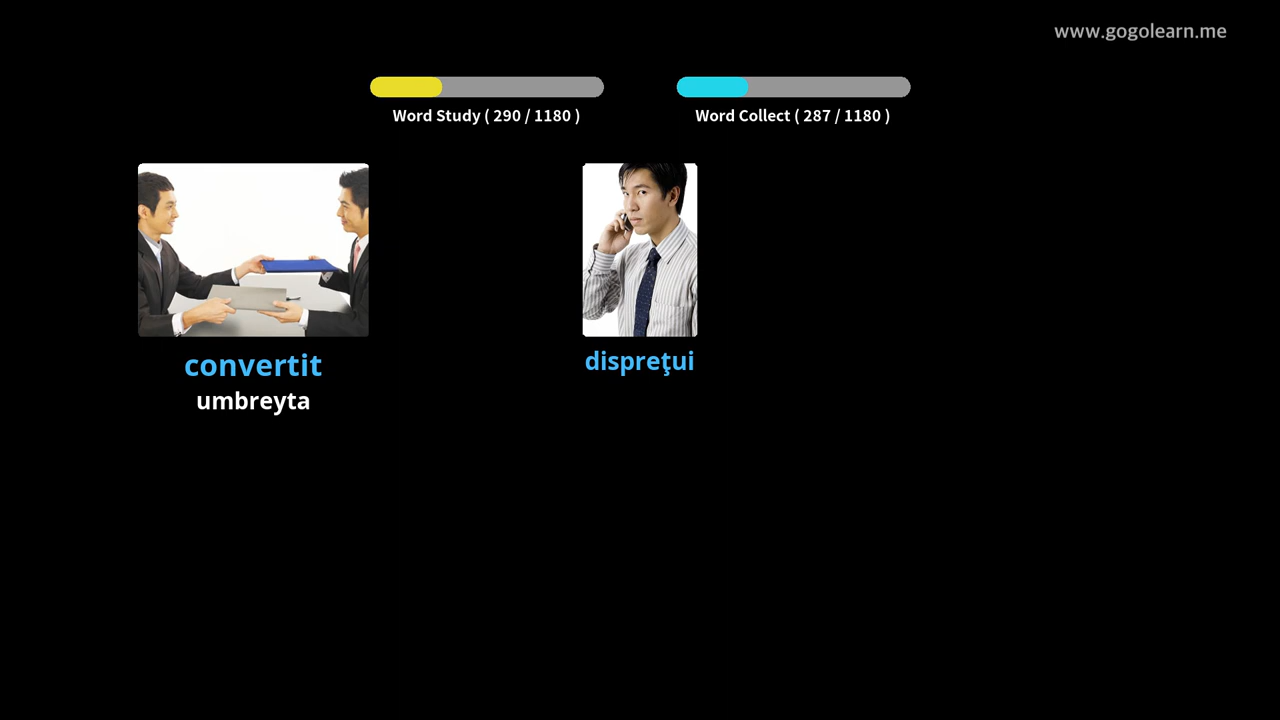 www.gogolearn.me
Word Study ( 290 / 1180 )
Word Collect ( 287 / 1180 )
convertit
umbreyta
dispreţui